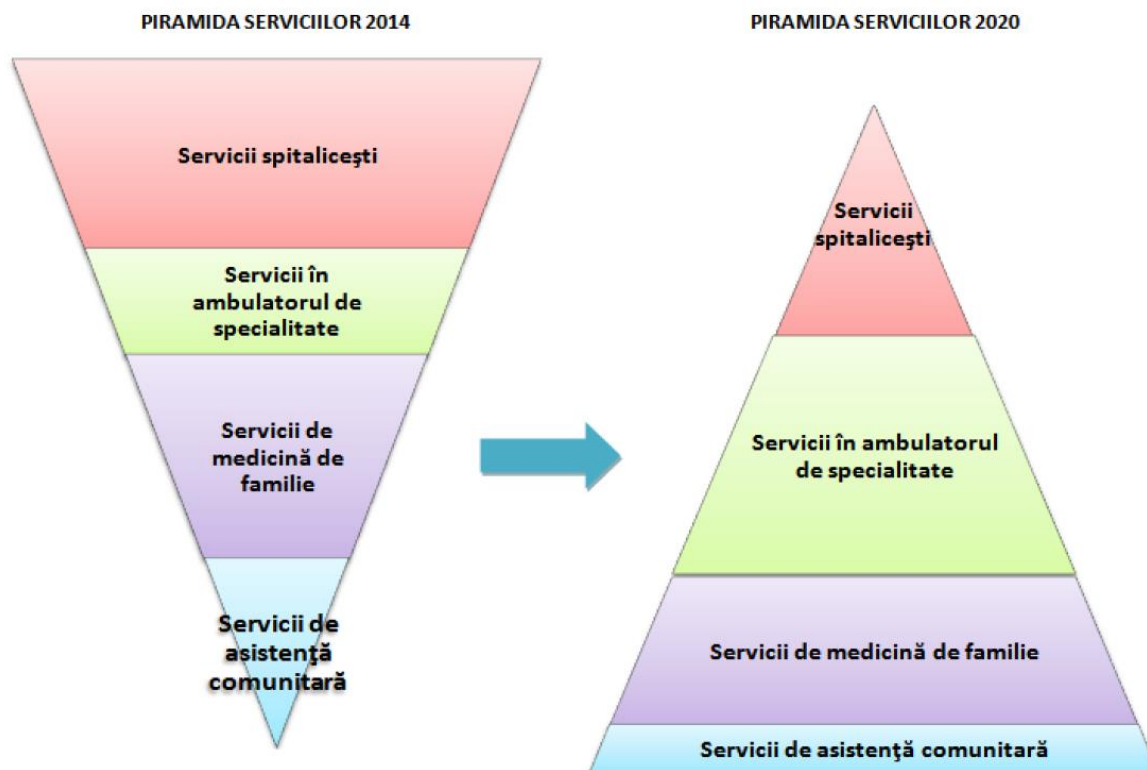 PIRAMIDA SERVICIILOR 2014
Servicii spitaliceşti
Servicii în
ambulatorul de
specialitate
Servicii de
medicină de
familie
Servicii de
asistenţă
comunitară
PIRAMIDA SERVICIILOR 2020
Servicii
spitaliceşti
Servicii în ambulatorul
de specialitate
Servicii de medicină de familie
Servicii de asistenţă comunitară